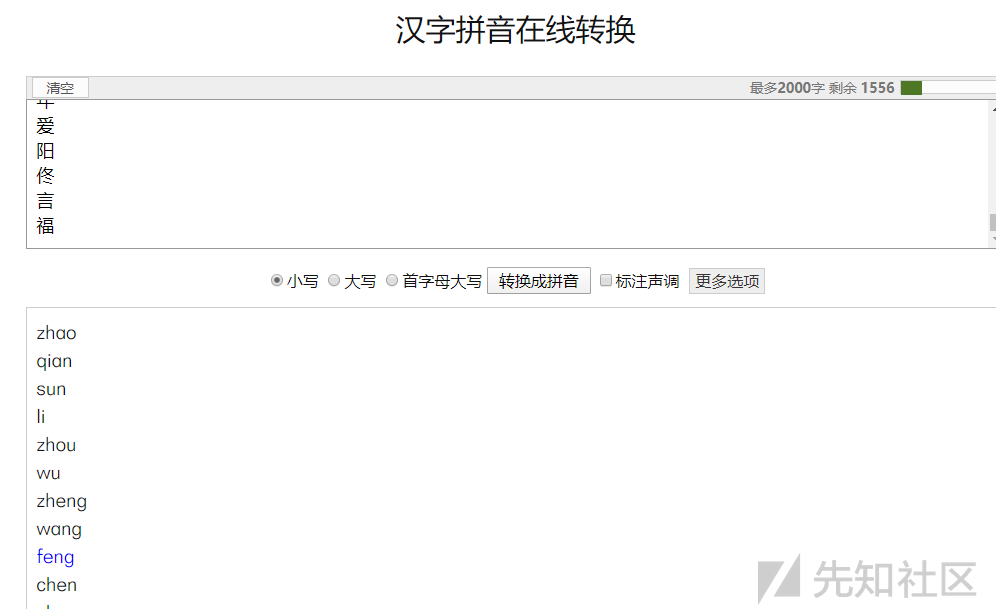 汉字拼音在线转换
清空
最多2000字 剩余 1556
爱
阳
佟
言
福
小写 大写 首字母大写 转换成拼音 标注声调 更多选项
zhao
qian
sun
li
zhou
wu
zheng
wang
feng
chen
先知社区